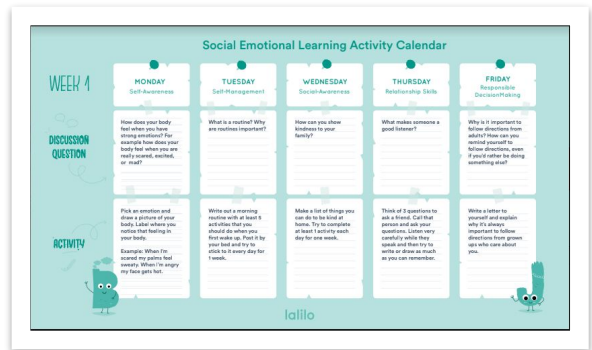 Social Emotional Learning Activity Calendar
WEEK 1
MONDAY
Self-Awareness
TUESDAY
Self-Management
WEDNESDAY
Social-Awareness
THURSDAY
Relationship Skills
FRIDAY
Responsible
DecisionMaking
DISCUSSION
QUESTION
How does your body
feel when you have
strong emotions? For
example how does your
body feel when you are
really scared, excited,
or mad?
What is a routine? Why
are routines important?
How can you show
kindness to your
family?
What makes someone a
good listener?
Why is it important to
follow directions from
adults? How can you
remind yourself to
follow directions, even
if you'd rather be doing
something else?
ACTIVITY
Pick an emotion and
draw a picture of your
body. Label where you
notice that feeling in
your body.
Example: When I'm
scared my palms feel
sweaty. When I'm angry
my face gets hot.
Write out a morning
routine with at least 5
activities that you
should do when you
first wake up. Post it by
your bed and try to
stick to it every day for
1 week.
Make a list of things you
can do to be kind at
home. Try to complete
at least 1 activity each
day for one week.
Think of 3 questions to
ask a friend. Call that
person and ask your
questions. Listen very
carefully while they
speak and then try to
write or draw as much
as you can remember.
Write a letter to
yourself and explain
why it's always
important to follow
directions from grown
ups who care about
you.
lalilo